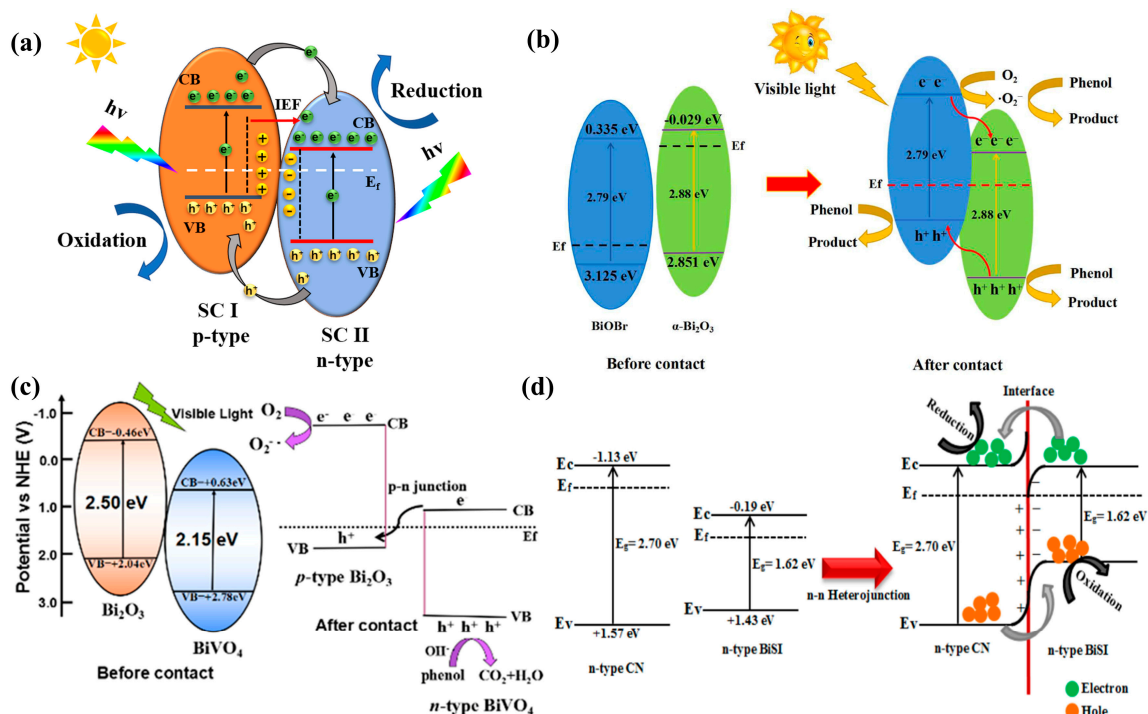 (a)
CB
e⁻
e⁻ e⁻ e⁻ e⁻
e⁻
IEF
e⁻
Reduction
CB
e⁻ e⁻ e⁻ e⁻ e⁻
hν
hν
e⁻
+ + + +
− − − −
E_f
e⁻
VB
h⁺ h⁺ h⁺ h⁺
h⁺
Oxidation
h⁺ h⁺ h⁺ h⁺ h⁺
VB
h⁺
h⁺
SC I
p-type
SC II
n-type
(b)
Visible light
0.335 eV
-0.029 eV
Ef
2.79 eV
2.88 eV
Ef
3.125 eV
2.851 eV
BiOBr
α-Bi₂O₃
Before contact
e⁻ e⁻
O₂
·O₂⁻
Phenol
Product
e⁻ e⁻ e⁻
2.79 eV
Ef
Phenol
Product
2.88 eV
h⁺ h⁺
h⁺ h⁺ h⁺
Phenol
Product
After contact
(c)
Potential vs NHE (V)
-1.0
0.0
1.0
2.0
3.0
Visible Light
CB=-0.46eV
CB=+0.63eV
2.50 eV
2.15 eV
VB=+2.04eV
VB=+2.78eV
Bi₂O₃
BiVO₄
Before contact
O₂
O₂⁻·
e⁻ e⁻ e⁻
CB
p-n junction
e
CB
h⁺
Ef
VB
p-type Bi₂O₃
VB
After contact
h⁺ h⁺ h⁺
OH⁻
phenol
CO₂+H₂O
n-type BiVO₄
(d)
Ec
-1.13 eV
Ef
Eg= 2.70 eV
Ev
+1.57 eV
n-type CN
-0.19 eV
Ec
Ef
Eg= 1.62 eV
Ev
+1.43 eV
n-type BiSI
n-n Heterojunction
Interface
Reduction
Ec
Ef
− − − −
+ + + + +
Eg= 2.70 eV
Eg= 1.62 eV
Oxidation
Ev
n-type CN
n-type BiSI
Electron
Hole